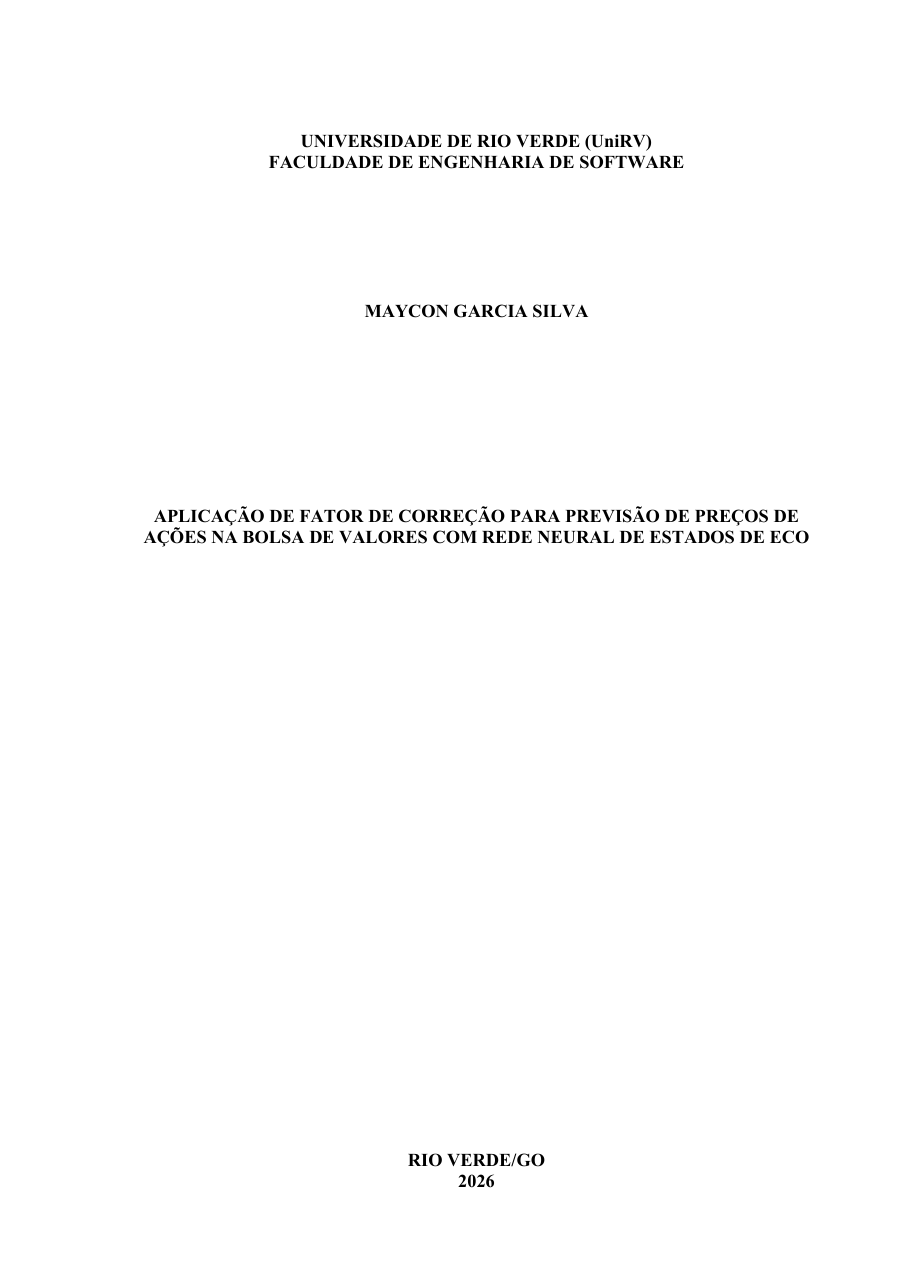 UNIVERSIDADE DE RIO VERDE (UniRV)
FACULDADE DE ENGENHARIA DE SOFTWARE
MAYCON GARCIA SILVA
APLICAÇÃO DE FATOR DE CORREÇÃO PARA PREVISÃO DE PREÇOS DE
AÇÕES NA BOLSA DE VALORES COM REDE NEURAL DE ESTADOS DE ECO
RIO VERDE/GO
2026